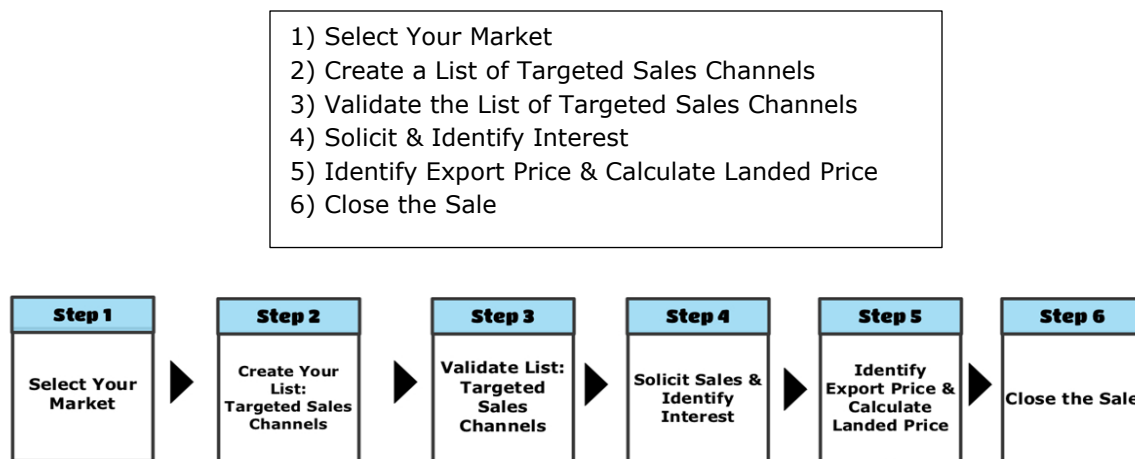 1) Select Your Market
2) Create a List of Targeted Sales Channels
3) Validate the List of Targeted Sales Channels
4) Solicit & Identify Interest
5) Identify Export Price & Calculate Landed Price
6) Close the Sale
Step 1
Select Your
Market
Step 2
Create Your
List:
Targeted Sales
Channels
Step 3
Validate List:
Targeted
Sales
Channels
Step 4
Solicit Sales &
Identify
Interest
Step 5
Identify
Export Price &
Calculate
Landed Price
Step 6
Close the Sale